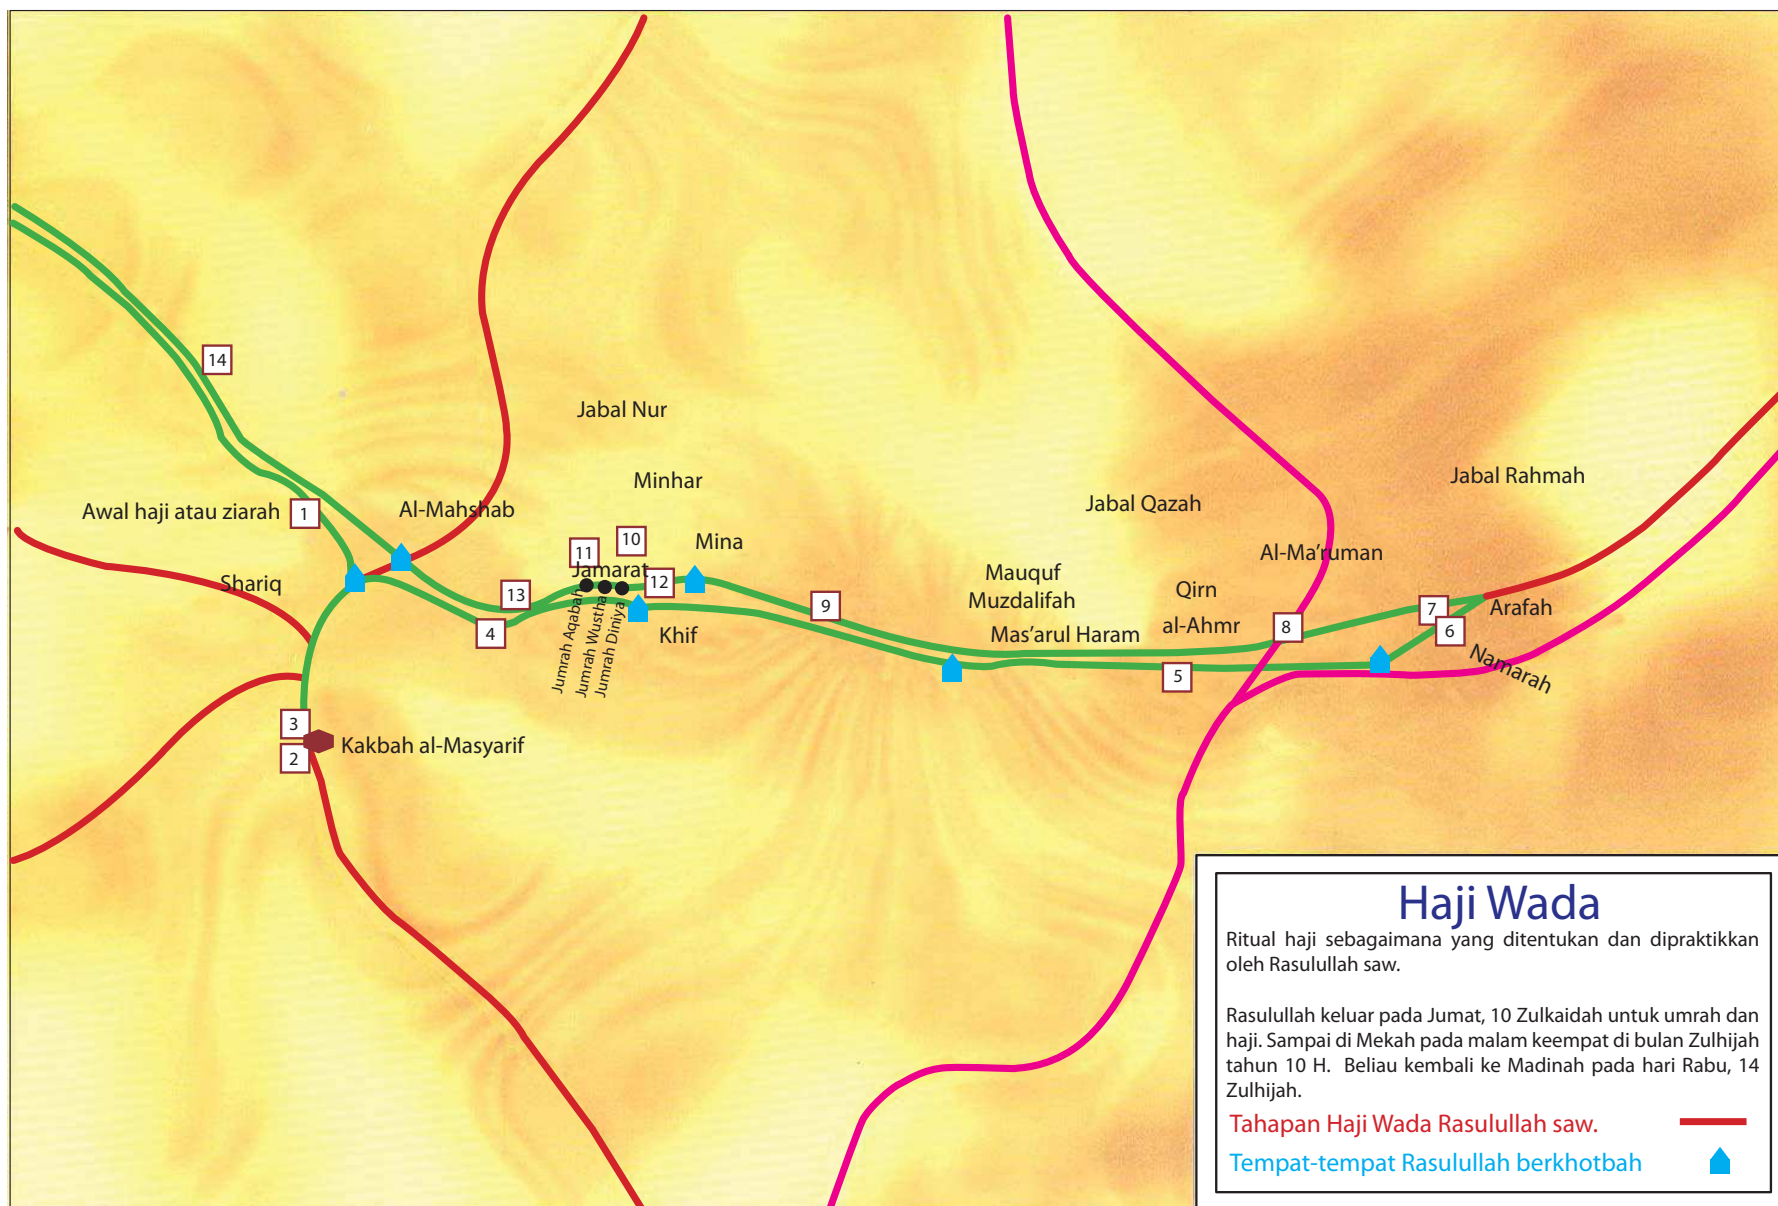 14
Jabal Nur
Minhar
Jabal Rahmah
Jabal Qazah
Awal haji atau ziarah
1
Al-Mahshab
10
Mina
11
Al-Ma'ruman
Jamarat
12
Mauquf
Muzdalifah
Shariq
13
9
Qirn
al-Ahmr
7
Arafah
4
Khif
Mas'arul Haram
8
6
Jumrah Aqabah
Jumrah Wustha
Jumrah Diniya
5
Namarah
3
2
Kakbah al-Masyarif
Haji Wada
Ritual haji sebagaimana yang ditentukan dan dipraktikkan
oleh Rasulullah saw.
Rasulullah keluar pada Jumat, 10 Zulkaidah untuk umrah dan
haji. Sampai di Mekah pada malam keempat di bulan Zulhijah
tahun 10 H. Beliau kembali ke Madinah pada hari Rabu, 14
Zulhijah.
Tahapan Haji Wada Rasulullah saw.
Tempat-tempat Rasulullah berkhotbah